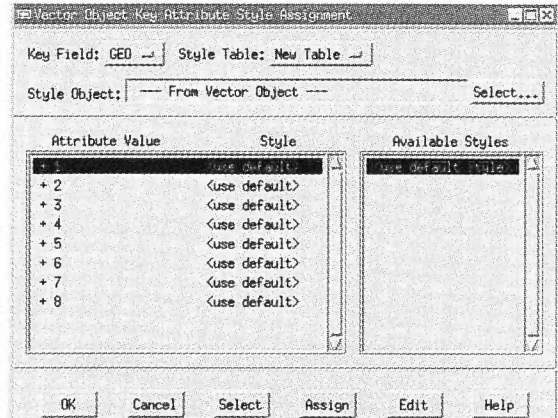 Vector Object Key Attribute Style Assignment
Key Field: GEO Style Table: New Table
Style Object: --- From Vector Object --- Select...
Attribute Value Style Available Styles
+ 1 <use default> <use default style>
+ 2 <use default>
+ 3 <use default>
+ 4 <use default>
+ 5 <use default>
+ 6 <use default>
+ 7 <use default>
+ 8 <use default>
OK Cancel Select Assign Edit Help